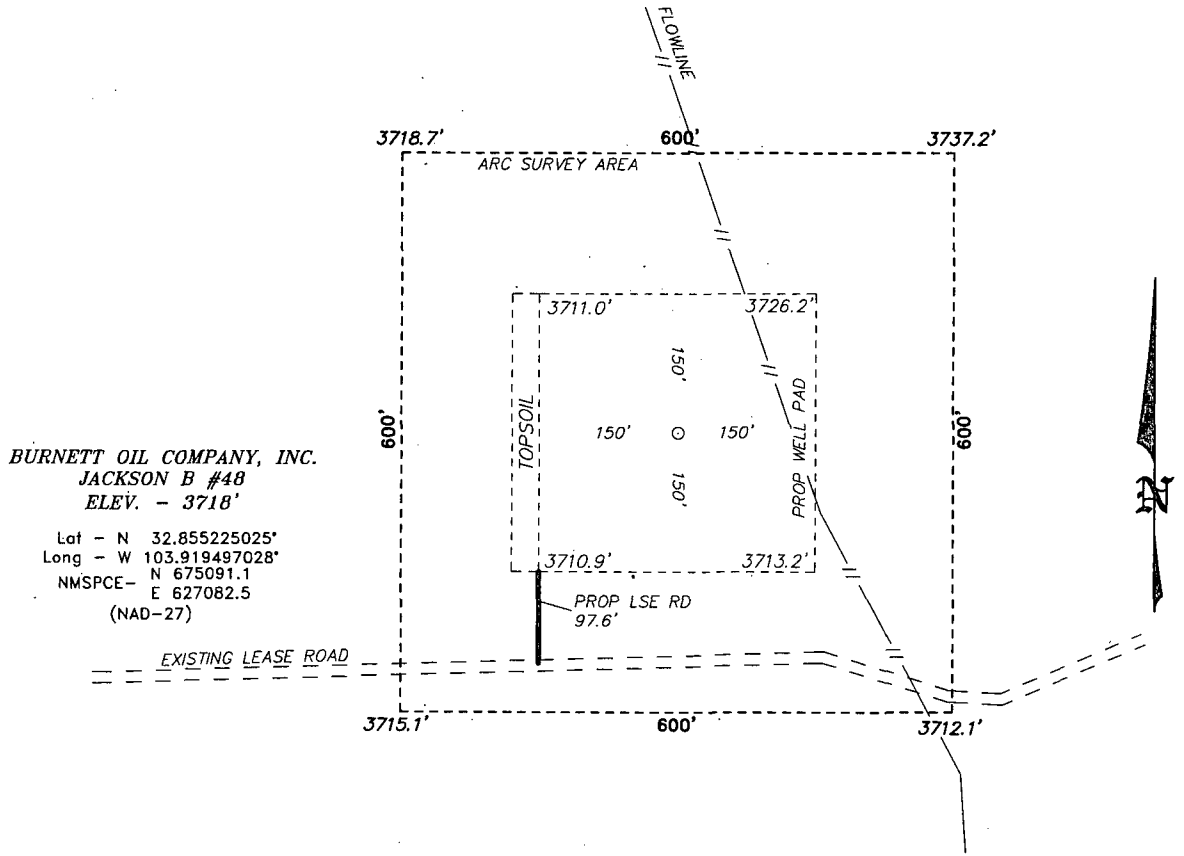 FLOWLINE
3718.7'
600'
3737.2'
ARC SURVEY AREA
3711.0'
3726.2'
150'
600'
TOPSOIL
150'
150'
PROP WELL PAD
600'
150'
BURNETT OIL COMPANY, INC.
JACKSON B #48
ELEV. - 3718'
Lat - N 32.855225025°
Long - W 103.919497028°
NMSPCE- N 675091.1
E 627082.5
(NAD-27)
N
3710.9'
3713.2'
PROP LSE RD
97.6'
EXISTING LEASE ROAD
3715.1'
600'
3712.1'